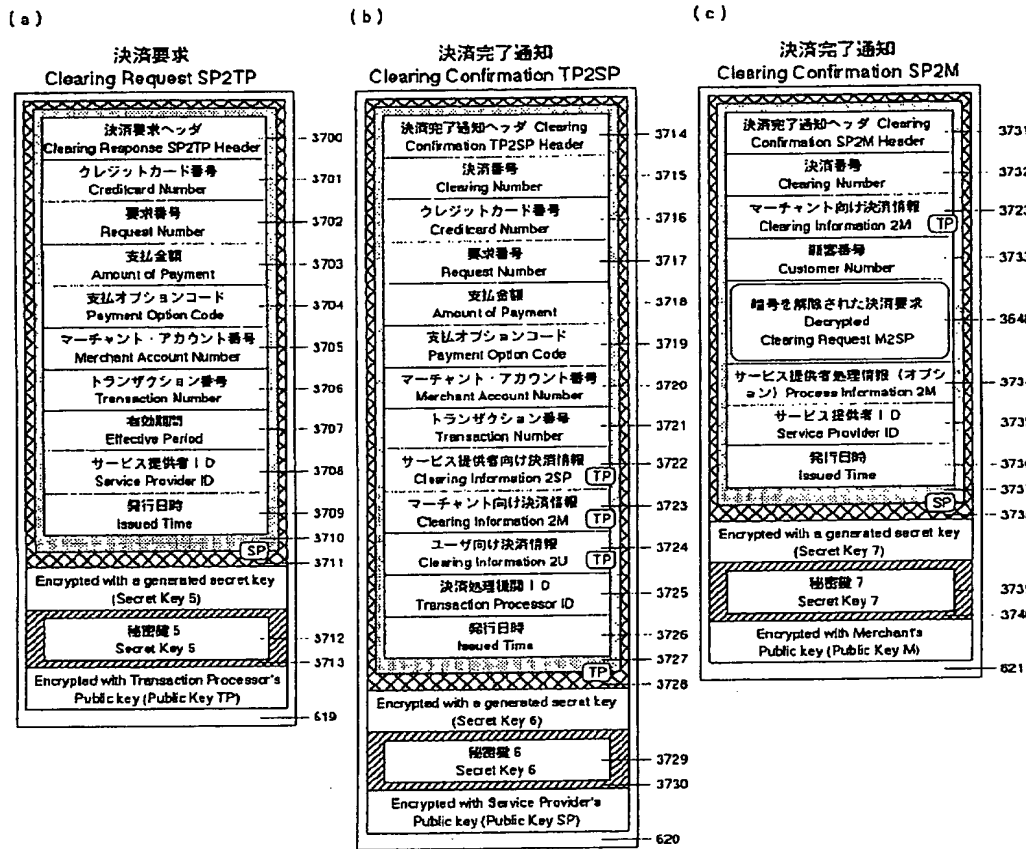 (a)
決済要求
Clearing Request SP2TP
決済要求ヘッダ
Clearing Response SP2TP Header
3700
クレジットカード番号
Creditcard Number
3701
要求番号
Request Number
3702
支払金額
Amount of Payment
3703
支払オプションコード
Payment Option Code
3704
マーチャント・アカウント番号
Merchant Account Number
3705
トランザクション番号
Transaction Number
3706
有効期間
Effective Period
3707
サービス提供者ID
Service Provider ID
3708
発行日時
Issued Time
3709
3710
SP
3711
Encrypted with a generated secret key
(Secret Key 5)
秘密鍵 5
Secret Key 5
3712
3713
Encrypted with Transaction Processor's
Public key (Public Key TP)
619
(b)
決済完了通知
Clearing Confirmation TP2SP
決済完了通知ヘッダ Clearing
Confirmation TP2SP Header
3714
決済番号
Clearing Number
3715
クレジットカード番号
Creditcard Number
3716
要求番号
Request Number
3717
支払金額
Amount of Payment
3718
支払オプションコード
Payment Option Code
3719
マーチャント・アカウント番号
Merchant Account Number
3720
トランザクション番号
Transaction Number
3721
サービス提供者向け決済情報
Clearing Information 2SP
TP
3722
マーチャント向け決済情報
Clearing Information 2M
TP
3723
ユーザ向け決済情報
Clearing Information 2U
TP
3724
決済処理機関ID
Transaction Processor ID
3725
発行日時
Issued Time
3726
3727
TP
3728
Encrypted with a generated secret key
(Secret Key 6)
秘密鍵 6
Secret Key 6
3729
3730
Encrypted with Service Provider's
Public key (Public Key SP)
620
(c)
決済完了通知
Clearing Confirmation SP2M
決済完了通知ヘッダ Clearing
Confirmation SP2M Header
3731
決済番号
Clearing Number
3732
マーチャント向け決済情報
Clearing Information 2M
TP
3723
顧客番号
Customer Number
3733
暗号を解除された決済要求
Decrypted
Clearing Request M2SP
3648
サービス提供者処理情報(オプシ
ョン) Process Information 2M
サービス提供者ID
Service Provider ID
発行日時
Issued Time
SP
Encrypted with a generated secret key
(Secret Key 7)
秘密鍵 7
Secret Key 7
Encrypted with Merchant's
Public key (Public Key M)
621